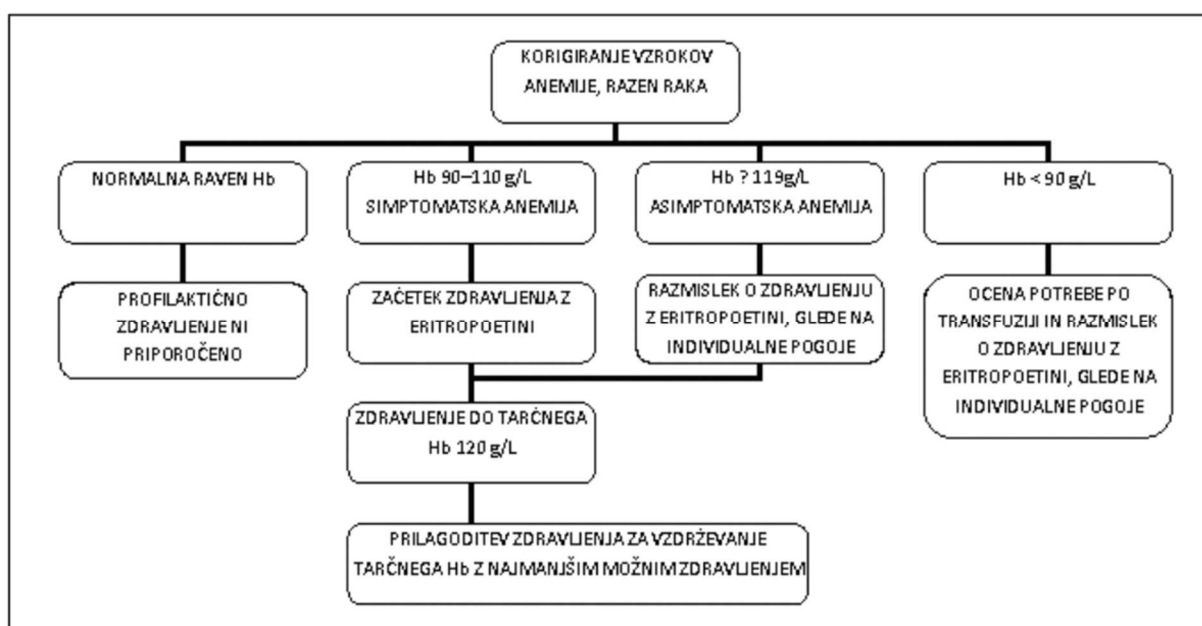 KORIGIRANJE VZROKOV
ANEMIJE, RAZEN RAKA
NORMALNA RAVEN Hb
Hb 90–110 g/L
SIMPTOMATSKA ANEMIJA
Hb ? 119g/L
ASIMPTOMATSKA ANEMIJA
Hb < 90 g/L
PROFILAKTIČNO
ZDRAVLJENJE NI
PRIPOROČENO
ZAČETEK ZDRAVLJENJA Z
ERITROPOETINI
RAZMISLEK O ZDRAVLJENJU
Z ERITROPOETINI, GLEDE NA
INDIVIDUALNE POGOJE
OCENA POTREBE PO
TRANSFUZIJI IN RAZMISLEK
O ZDRAVLJENJU Z
ERITROPOETINI, GLEDE NA
INDIVIDUALNE POGOJE
ZDRAVLJENJE DO TARČNEGA
Hb 120 g/L
PRILAGODITEV ZDRAVLJENJA ZA VZDRŽEVANJE
TARČNEGA Hb Z NAJMANJŠIM MOŽNIM ZDRAVLJENJEM